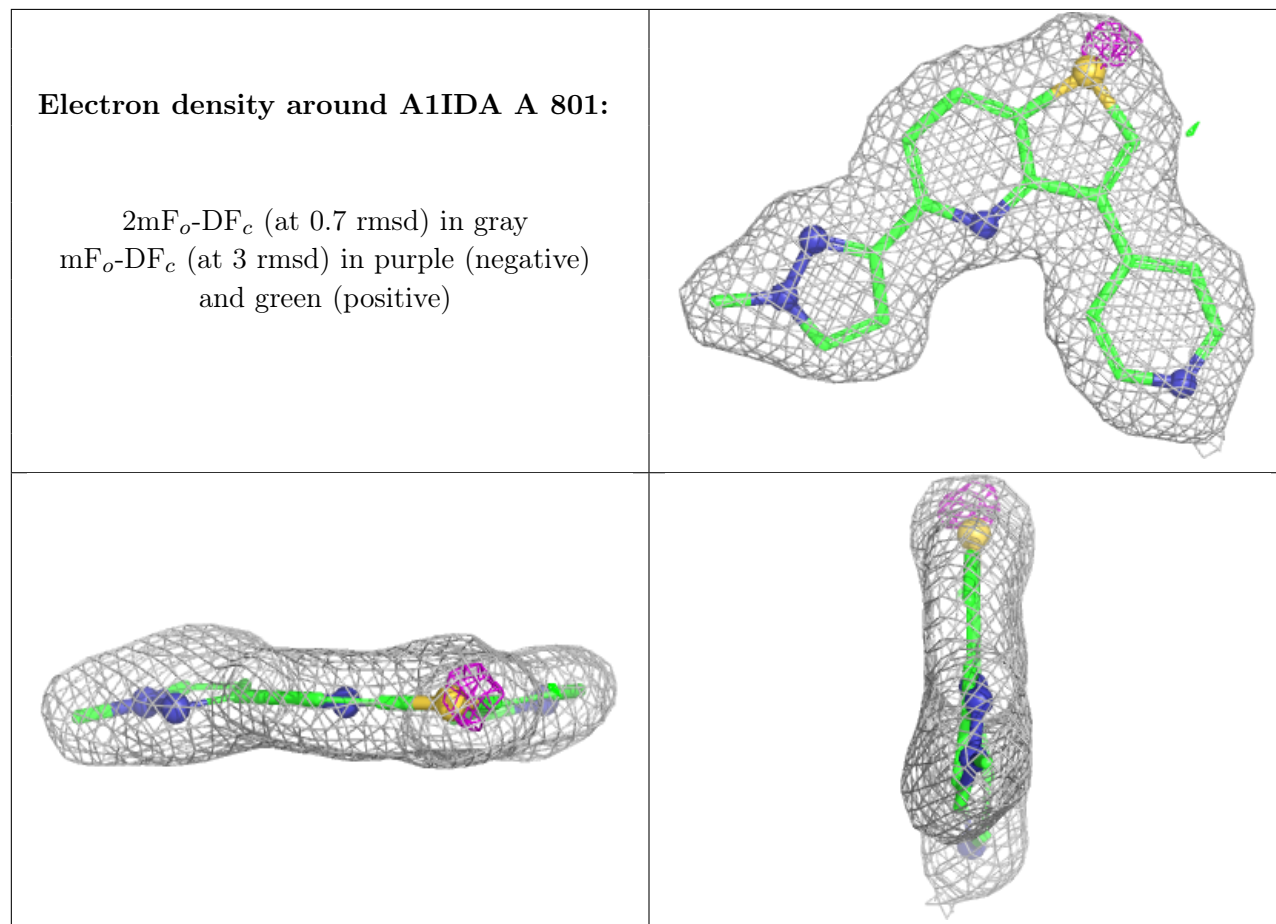 Electron density around A1IDA A 801:
2mFo-DFc (at 0.7 rmsd) in gray
mFo-DFc (at 3 rmsd) in purple (negative)
and green (positive)